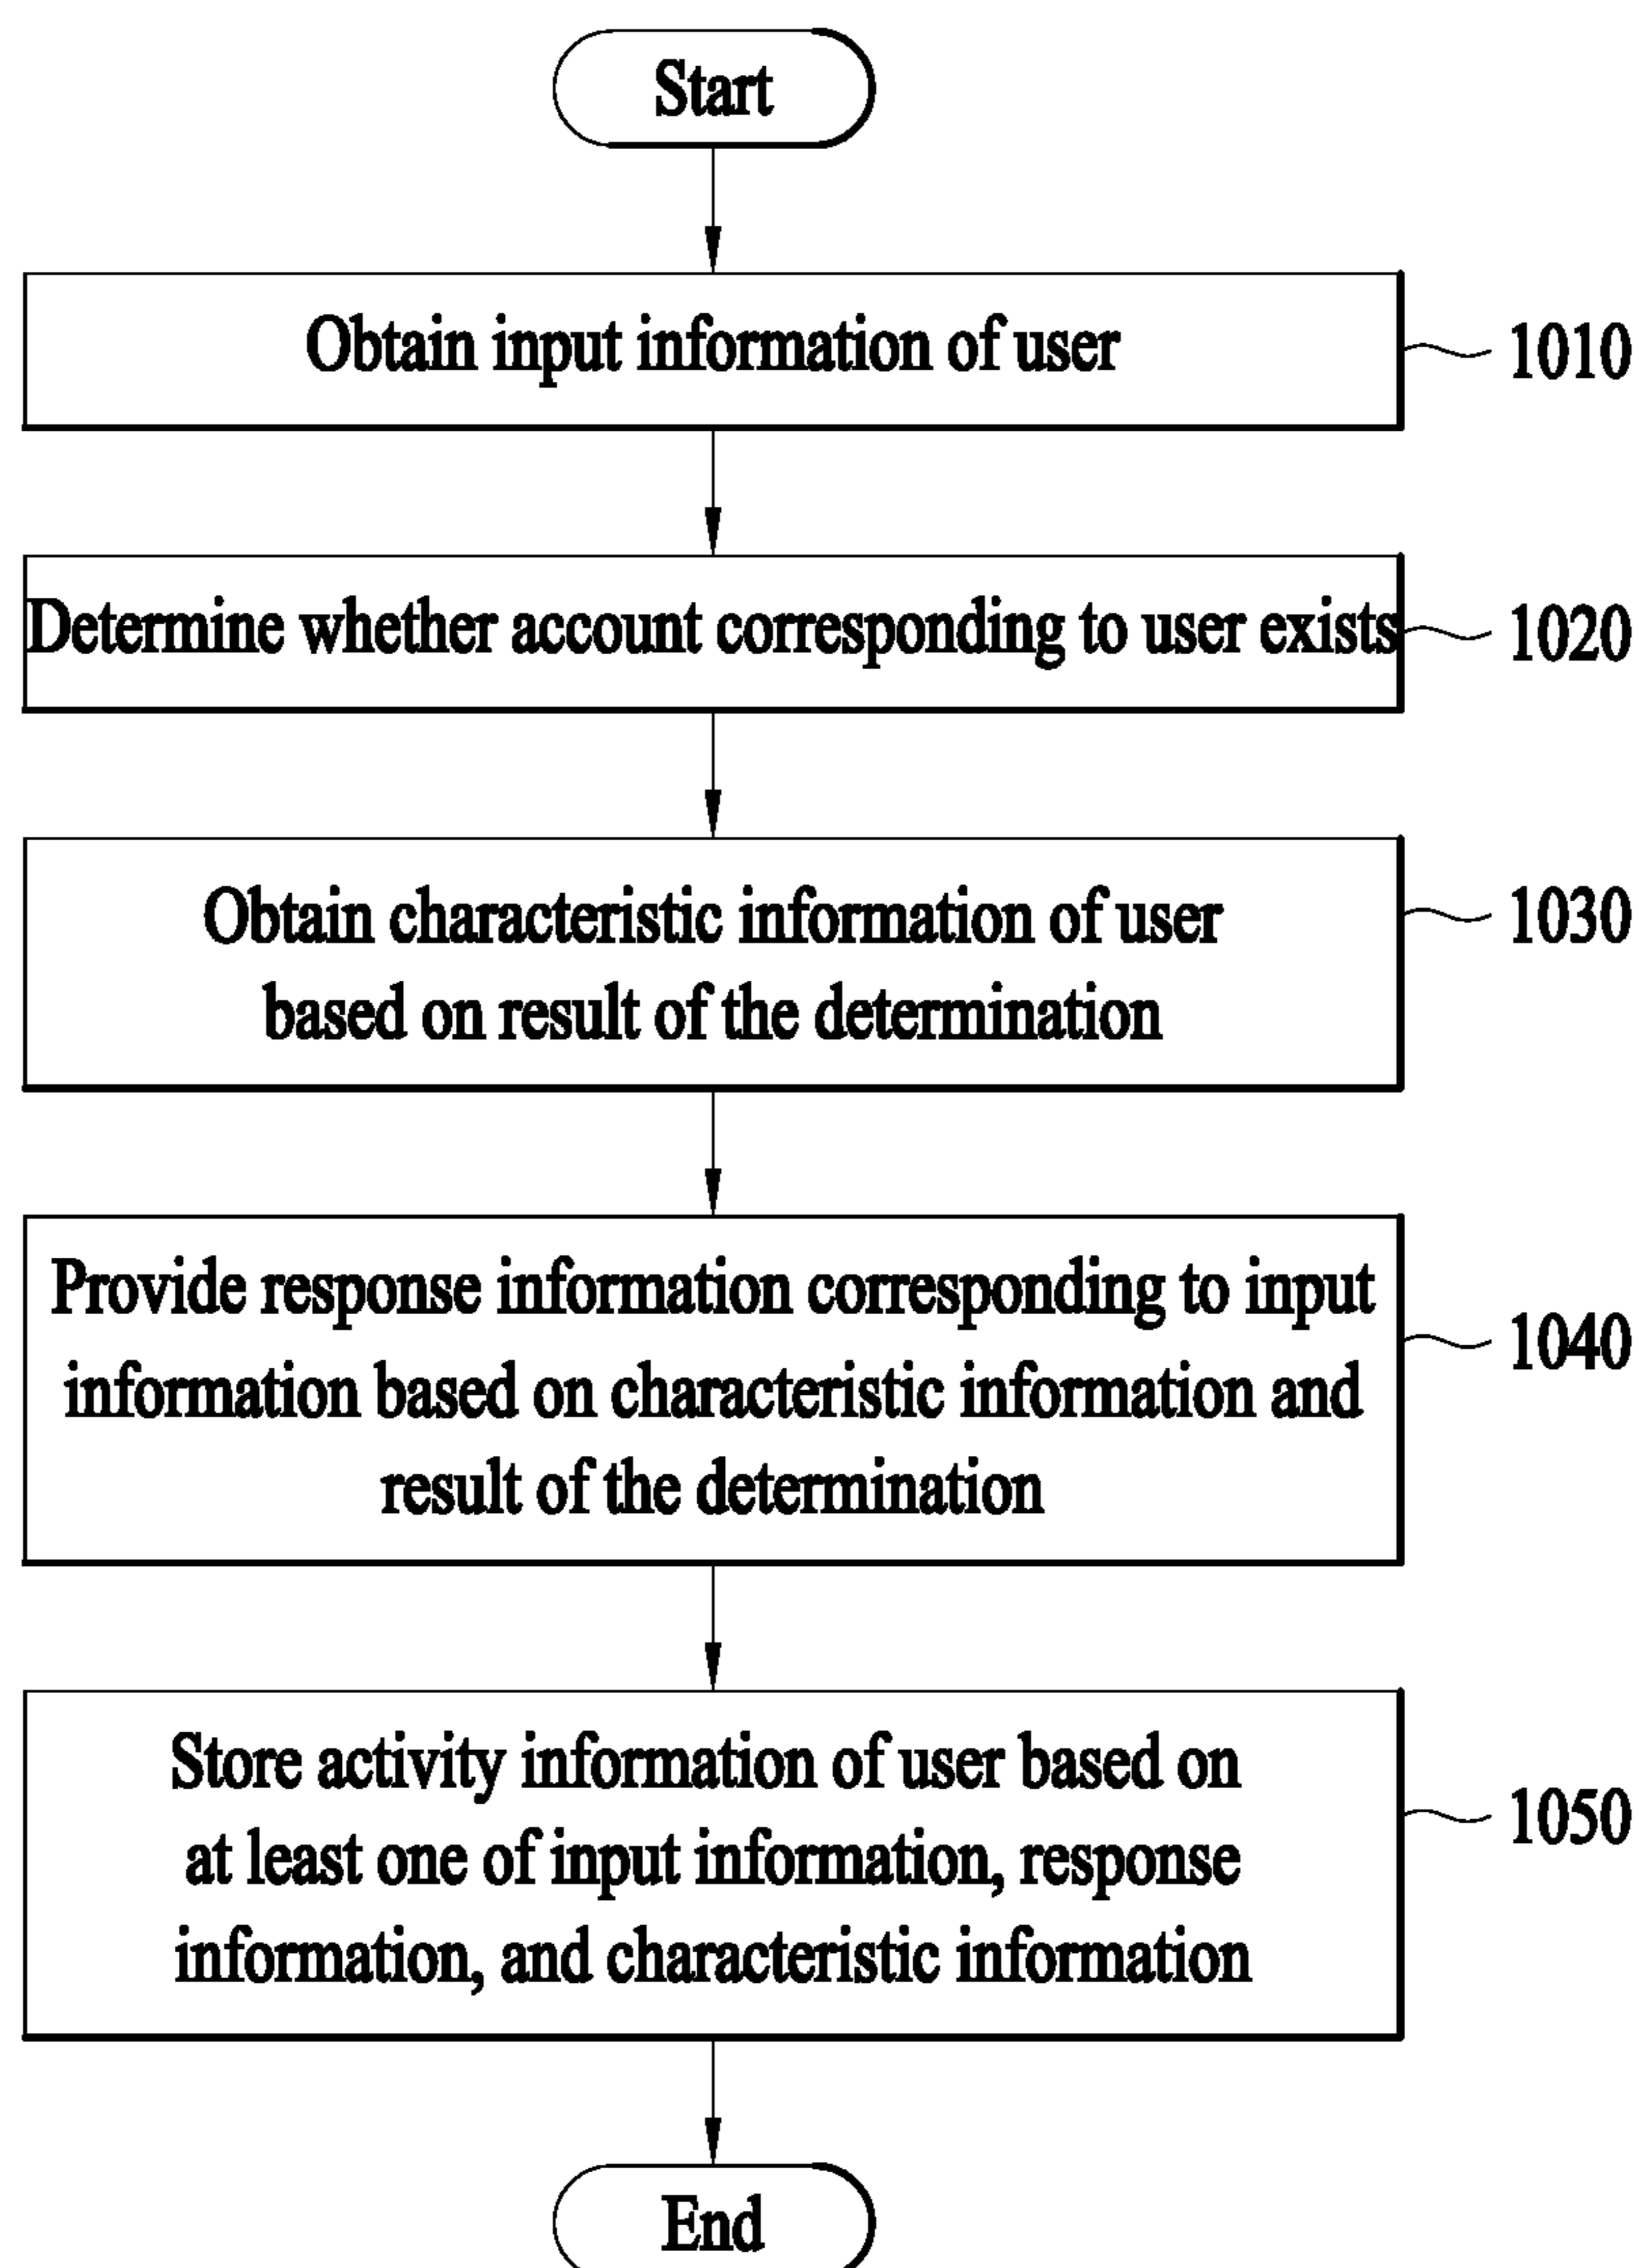 Start
Obtain input information of user
1010
Determine whether account corresponding to user exists
1020
Obtain characteristic information of user
based on result of the determination
1030
Provide response information corresponding to input
information based on characteristic information and
result of the determination
1040
Store activity information of user based on
at least one of input information, response
information, and characteristic information
1050
End